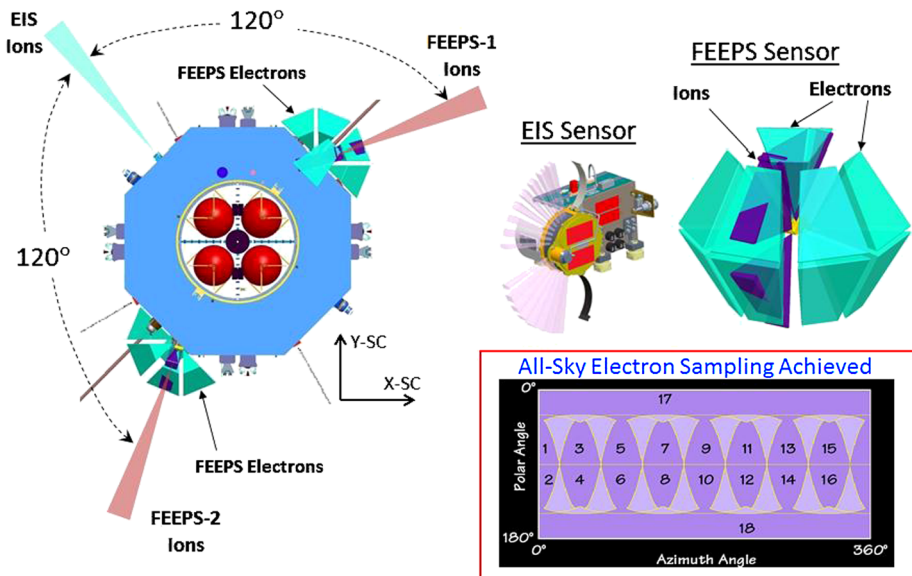 EIS
Ions
120°
FEEPS-1
Ions
FEEPS Electrons
120°
Y-SC
X-SC
FEEPS Electrons
FEEPS-2
Ions
EIS Sensor
FEEPS Sensor
Ions
Electrons
All-Sky Electron Sampling Achieved
0°
17
1 3 5 7 9 11 13 15
2 4 6 8 10 12 14 16
18
Polar Angle
180°
0°
Azimuth Angle
360°